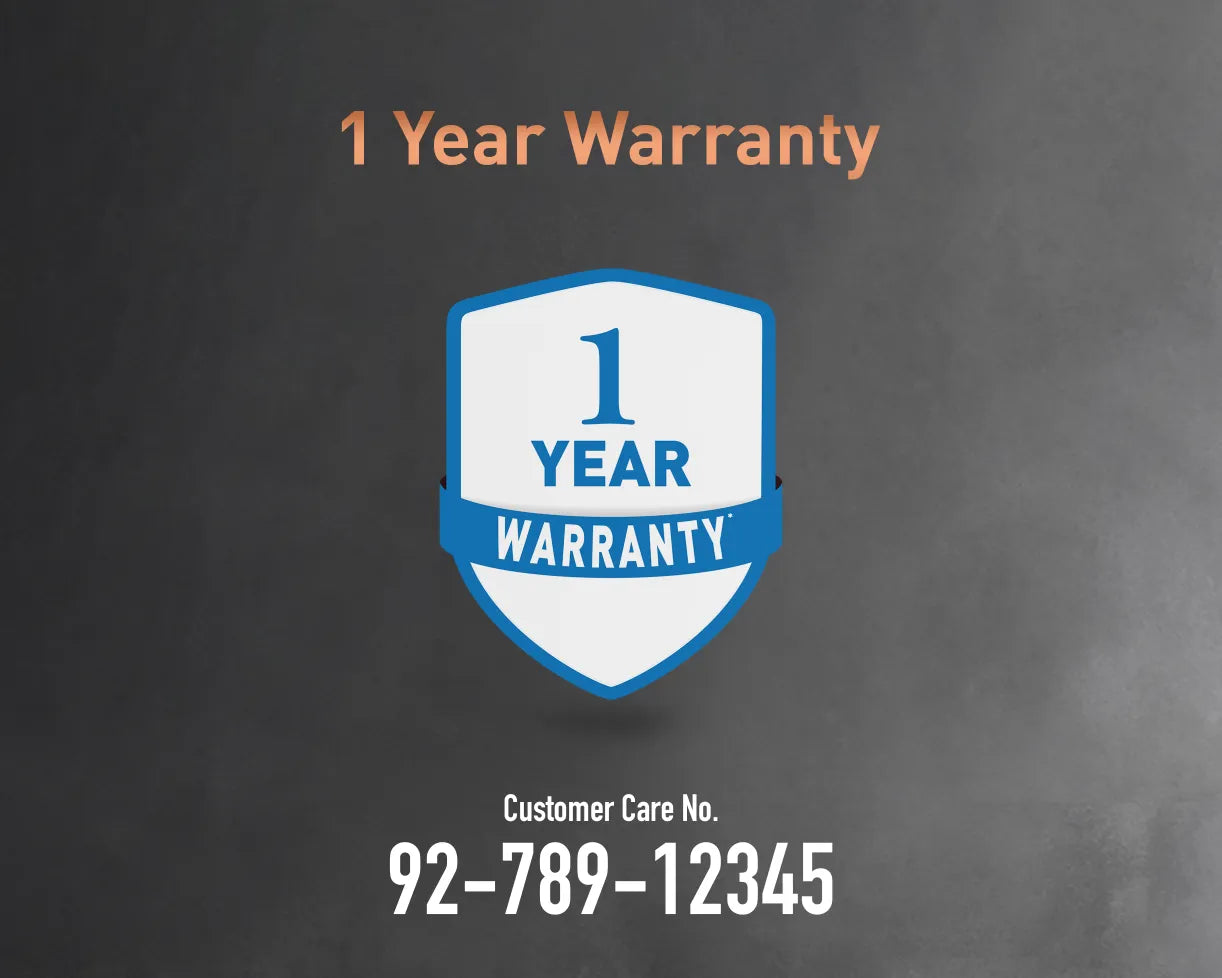 1 Year Warranty
1
YEAR
WARRANTY*
Customer Care No.
92-789-12345